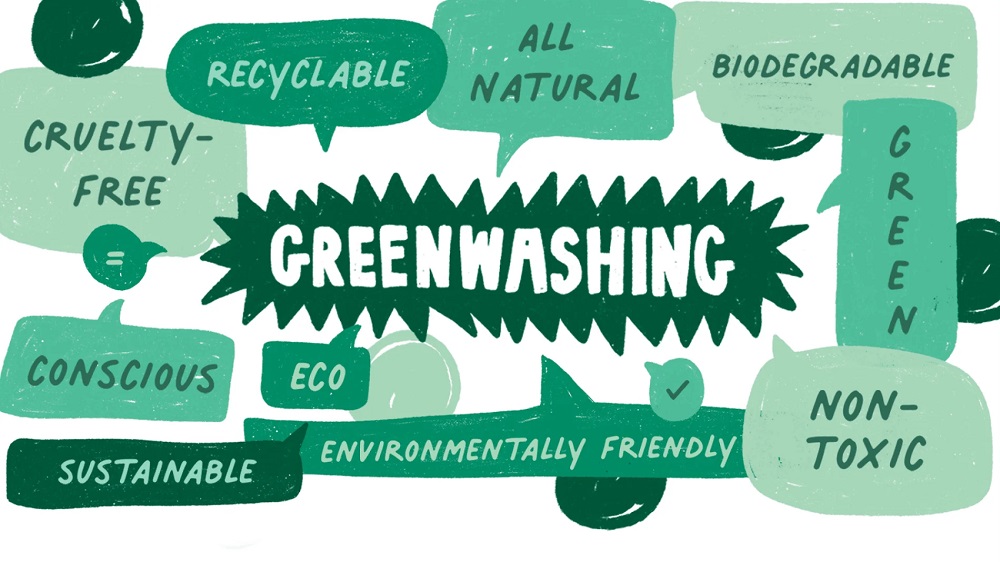 RECYCLABLE
ALL
NATURAL
BIODEGRADABLE
CRUELTY-
FREE
=
G
R
E
E
N
GREENWASHING
CONSCIOUS
ECO
NON-
TOXIC
ENVIRONMENTALLY FRIENDLY
SUSTAINABLE